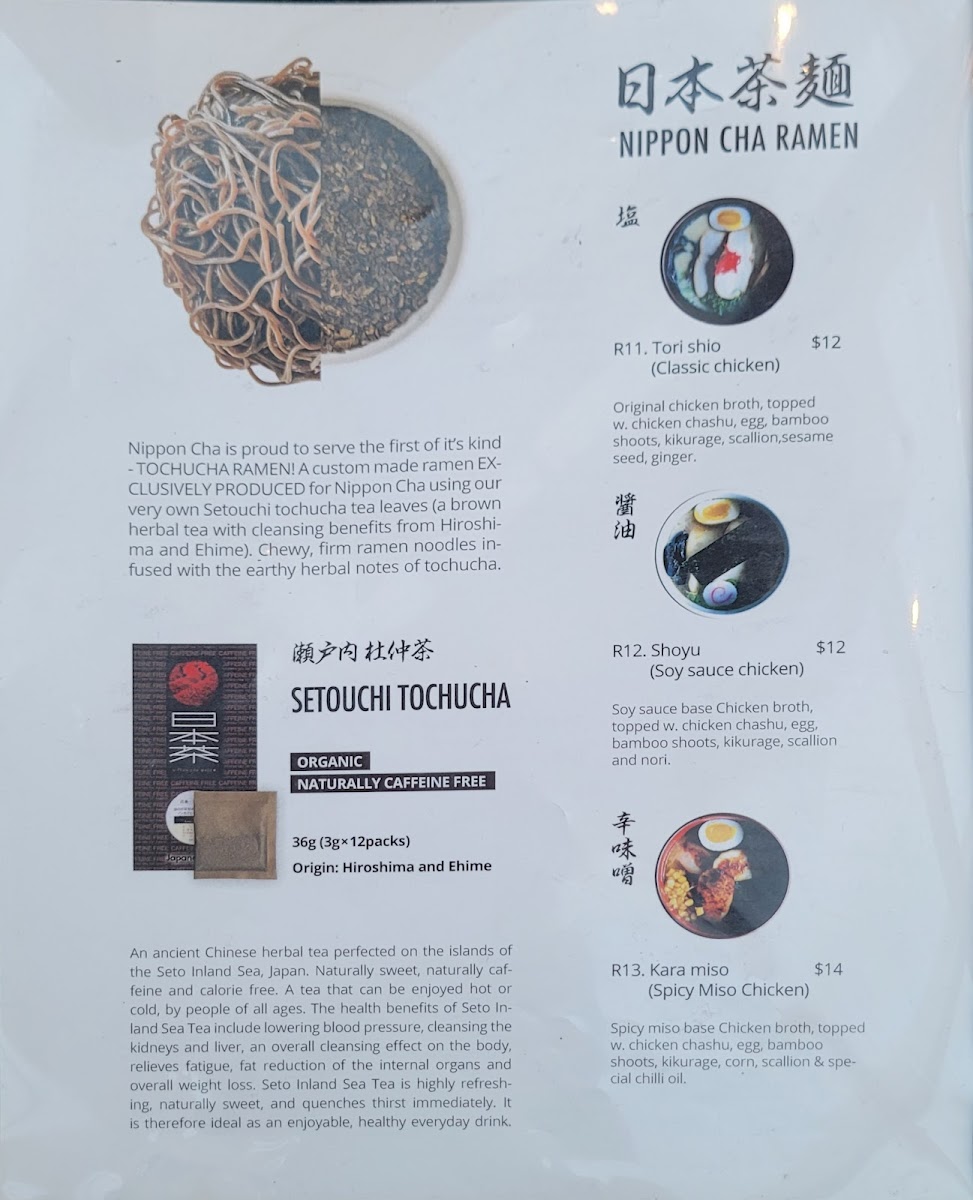 日本茶麺
NIPPON CHA RAMEN
塩
R11. Tori shio $12
(Classic chicken)
Original chicken broth, topped
w. chicken chashu, egg, bamboo
shoots, kikurage, scallion,sesame
seed, ginger.
醤油
R12. Shoyu $12
(Soy sauce chicken)
Soy sauce base Chicken broth,
topped w. chicken chashu, egg,
bamboo shoots, kikurage, scallion
and nori.
辛味噌
R13. Kara miso $14
(Spicy Miso Chicken)
Spicy miso base Chicken broth, topped
w. chicken chashu, egg, bamboo
shoots, kikurage, corn, scallion & spe-
cial chilli oil.
Nippon Cha is proud to serve the first of it's kind
- TOCHUCHA RAMEN! A custom made ramen EX-
CLUSIVELY PRODUCED for Nippon Cha using our
very own Setouchi tochucha tea leaves (a brown
herbal tea with cleansing benefits from Hiroshi-
ma and Ehime). Chewy, firm ramen noodles in-
fused with the earthy herbal notes of tochucha.
日本茶
CAFFEINE FREE
Japan
瀬戸内 杜仲茶
SETOUCHI TOCHUCHA
ORGANIC
NATURALLY CAFFEINE FREE
36g (3g×12packs)
Origin: Hiroshima and Ehime
An ancient Chinese herbal tea perfected on the islands of
the Seto Inland Sea, Japan. Naturally sweet, naturally caf-
feine and calorie free. A tea that can be enjoyed hot or
cold, by people of all ages. The health benefits of Seto In-
land Sea Tea include lowering blood pressure, cleansing the
kidneys and liver, an overall cleansing effect on the body,
relieves fatigue, fat reduction of the internal organs and
overall weight loss. Seto Inland Sea Tea is highly refresh-
ing, naturally sweet, and quenches thirst immediately. It
is therefore ideal as an enjoyable, healthy everyday drink.